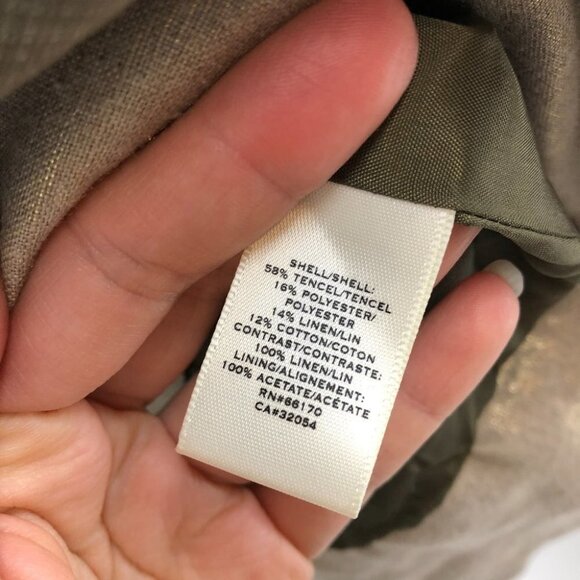 SHELL/SHELL:
58% TENCEL/TENCEL
16% POLYESTER/
POLYESTER
14% LINEN/LIN
12% COTTON/COTON
CONTRAST/CONTRASTE:
100% LINEN/LIN
LINING/ALIGNEMENT:
100% ACETATE/ACÉTATE
RN#66170
CA#32054